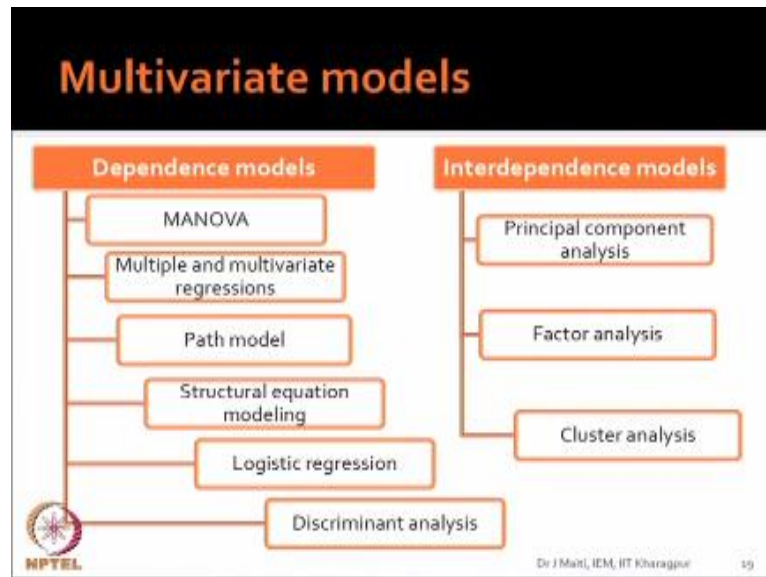 Multivariate models
Dependence models
MANOVA
Multiple and multivariate
regressions
Path model
Structural equation
modeling
Logistic regression
Discriminant analysis
Interdependence models
Principal component
analysis
Factor analysis
Cluster analysis
NPTEL
Dr J Maiti, IEM, IIT Kharagpur
19